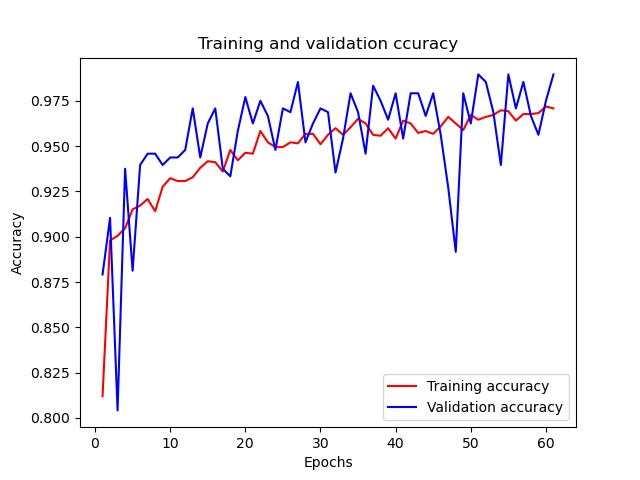 Training and validation ccuracy
0.975
0.950
0.925
0.900
0.875
0.850
0.825
0.800
Accuracy
Training accuracy
Validation accuracy
0 10 20 30 40 50 60
Epochs